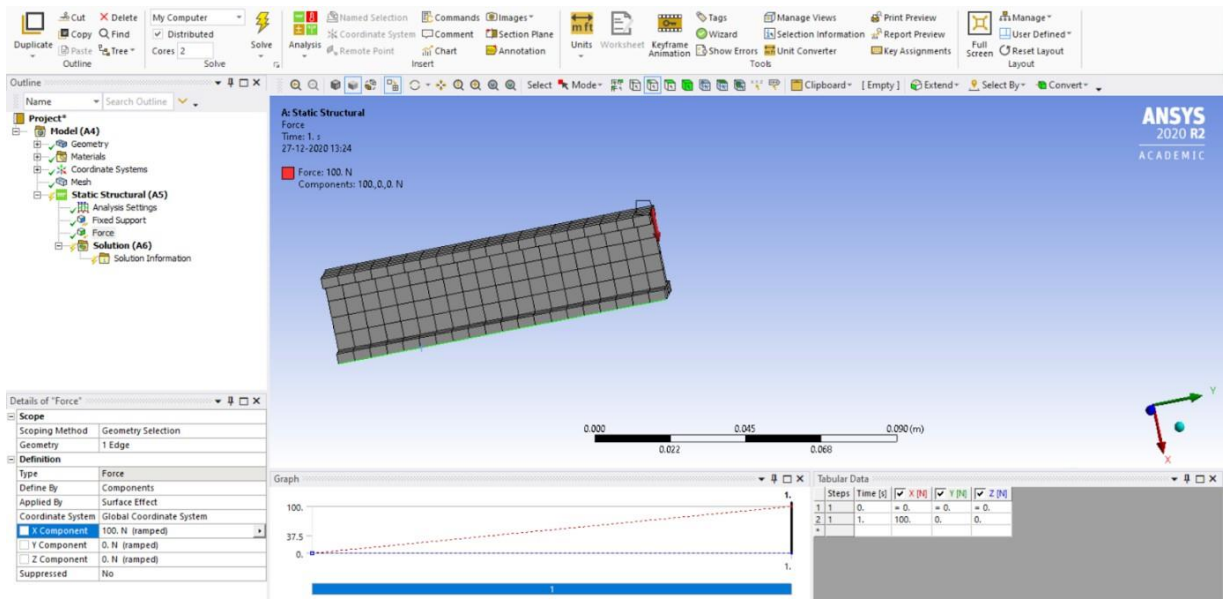 Duplicate
Cut
Delete
Copy
Find
Paste
Tree
Outline
My Computer
Distributed
Cores 2
Solve
Solve
Analysis
Named Selection
Coordinate System
Remote Point
Commands
Comment
Chart
Images
Section Plane
Annotation
Insert
Units
Worksheet
Keyframe Animation
Tags
Wizard
Show Errors
Manage Views
Selection Information
Unit Converter
Print Preview
Report Preview
Key Assignments
Tools
Full Screen
Manage
User Defined
Reset Layout
Layout
Outline
Name
Search Outline
Select
Mode
Clipboard
[ Empty ]
Extend
Select By
Convert
Project*
Model (A4)
Geometry
Materials
Coordinate Systems
Mesh
Static Structural (A5)
Analysis Settings
Fixed Support
Force
Solution (A6)
Solution Information
A: Static Structural
Force
Time: 1. s
27-12-2020 13:24
Force: 100. N
Components: 100.,0.,0. N
ANSYS
2020 R2
ACADEMIC
0.000
0.045
0.090 (m)
0.022
0.068
Y
X
Details of "Force"
Scope
Scoping Method Geometry Selection
Geometry 1 Edge
Definition
Type Force
Define By Components
Applied By Surface Effect
Coordinate System Global Coordinate System
X Component 100. N (ramped)
Y Component 0. N (ramped)
Z Component 0. N (ramped)
Suppressed No
Graph
1.
100.
37.5
0.
1.
1
Tabular Data
Steps Time [s] X [N] Y [N] Z [N]
1 1 0. = 0. = 0. = 0.
2 1 1. 100. 0. 0.
*